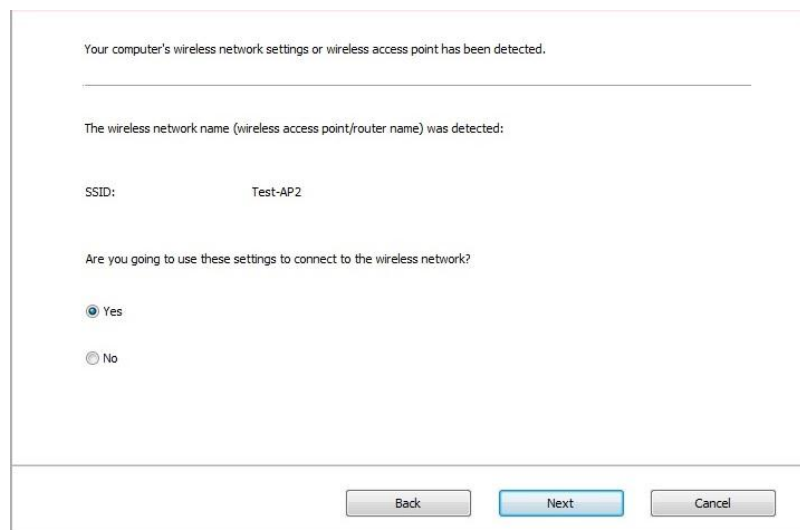 Your computer's wireless network settings or wireless access point has been detected.
The wireless network name (wireless access point/router name) was detected:
SSID: Test-AP2
Are you going to use these settings to connect to the wireless network?
Yes
No
Back Next Cancel